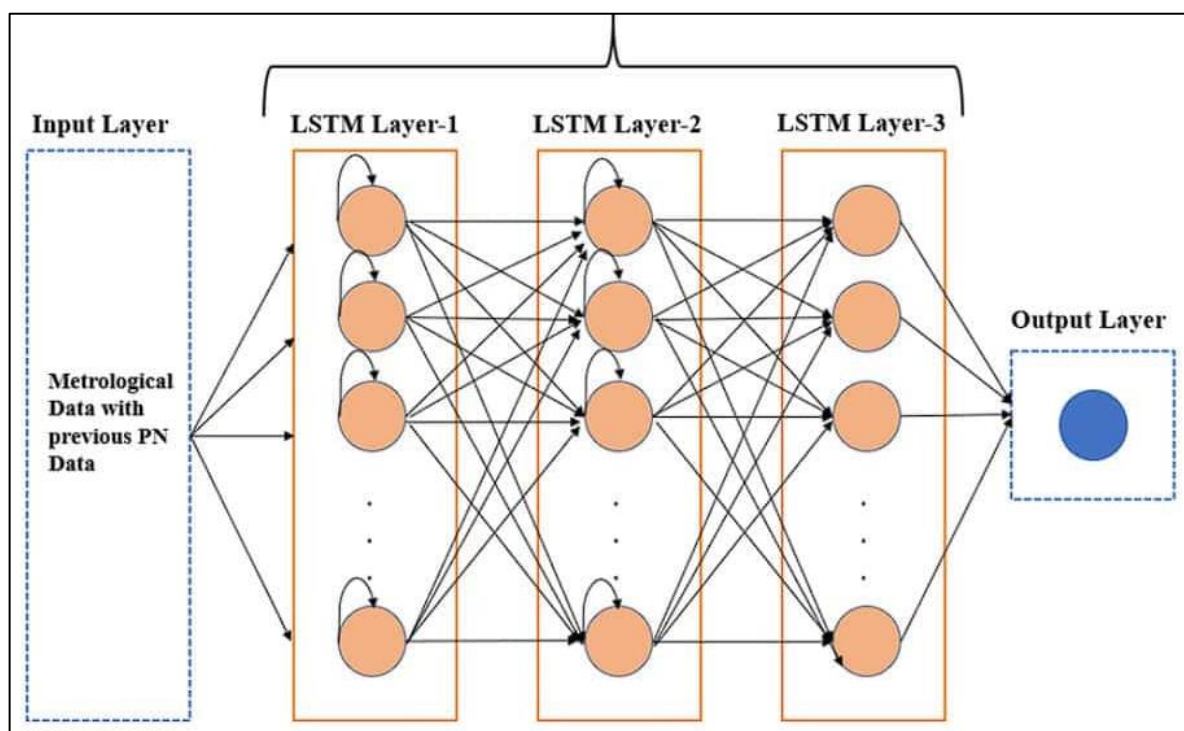 Input Layer
LSTM Layer-1
LSTM Layer-2
LSTM Layer-3
Metrological
Data with
previous PN
Data
Output Layer